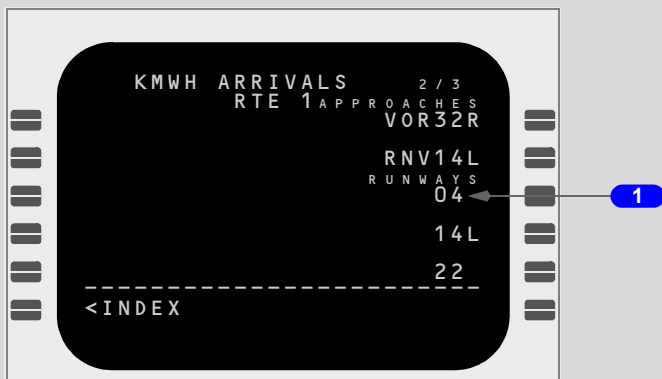 KMWH ARRIVALS 2/3
RTE 1 APPROACHES
VOR32R
RNV14L
RUNWAYS
04
14L
22
------------------------
<INDEX
1